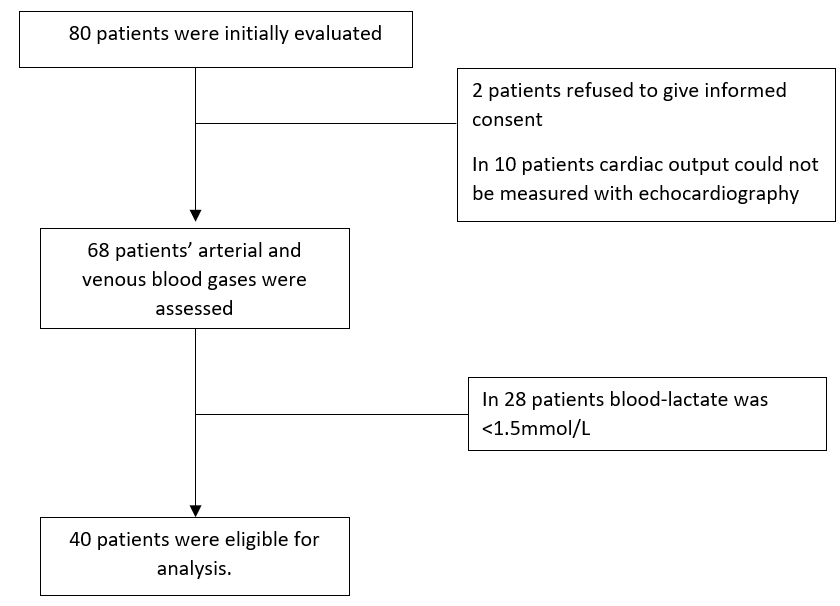 80 patients were initially evaluated
2 patients refused to give informed
consent
In 10 patients cardiac output could not
be measured with echocardiography
68 patients’ arterial and
venous blood gases were
assessed
In 28 patients blood-lactate was
<1.5mmol/L
40 patients were eligible for
analysis.